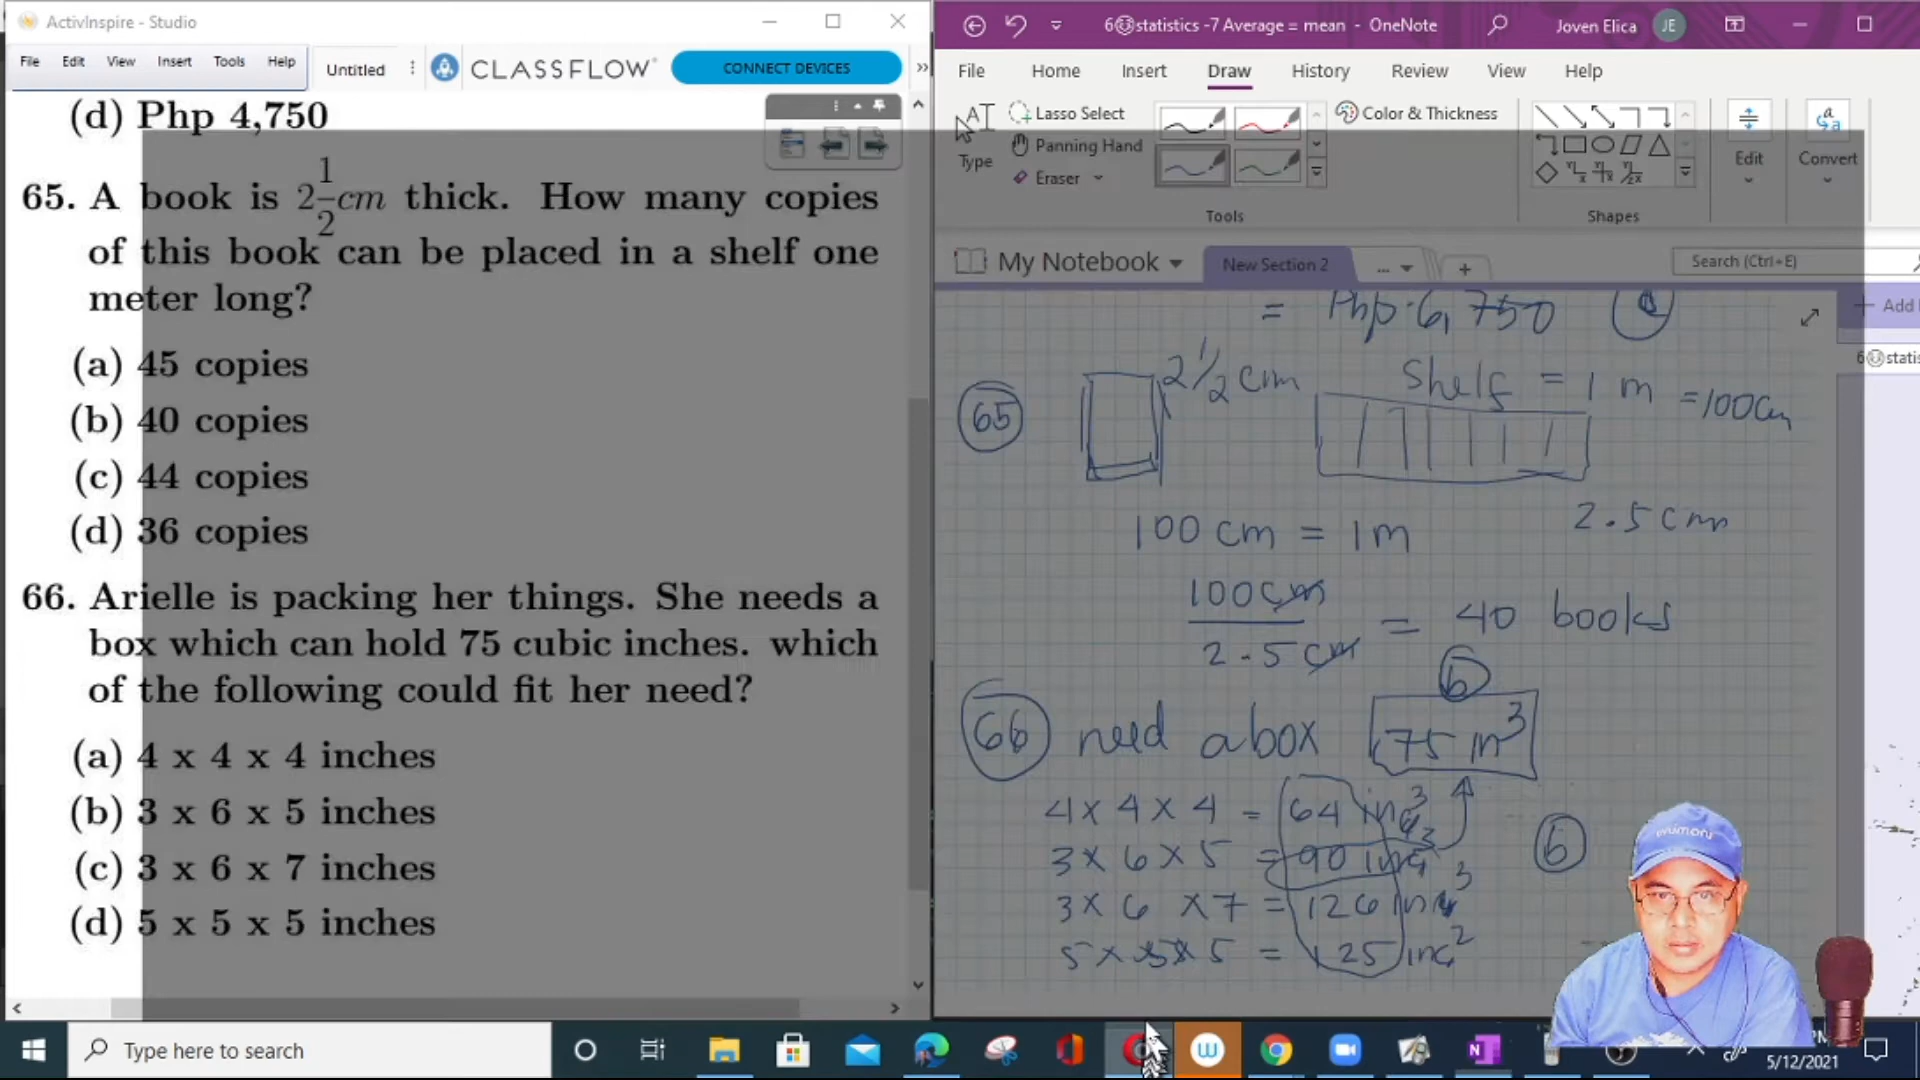 ActivInspire - Studio
File Edit View Insert Tools Help
Untitled
CLASSFLOW
CONNECT DEVICES
(d) Php 4,750
65. A book is 2 1/2 cm thick. How many copies
of this book can be placed in a shelf one
meter long?
(a) 45 copies
(b) 40 copies
(c) 44 copies
(d) 36 copies
66. Arielle is packing her things. She needs a
box which can hold 75 cubic inches. which
of the following could fit her need?
(a) 4 x 4 x 4 inches
(b) 3 x 6 x 5 inches
(c) 3 x 6 x 7 inches
(d) 5 x 5 x 5 inches
statistics -7 Average = mean - OneNote
Joven Elica JE
File Home Insert Draw History Review View Help
Type
Lasso Select
Panning Hand
Eraser
Color & Thickness
Edit
Convert
Tools
Shapes
My Notebook
New Section 2
...
Search (Ctrl+E)
Add
= Php 6,750
65
2 1/2 cm
Shelf = 1 m = 100cm
100 cm = 1m
2.5 cm
100cm
2.5 cm
= 40 books
b
66 need a box 75 in³
4 x 4 x 4 = 64
3 x 6 x 5 = 90
b
3 x 6 x 7 = 126
5 x 5 x 5 = 125
Type here to search
5/12/2021